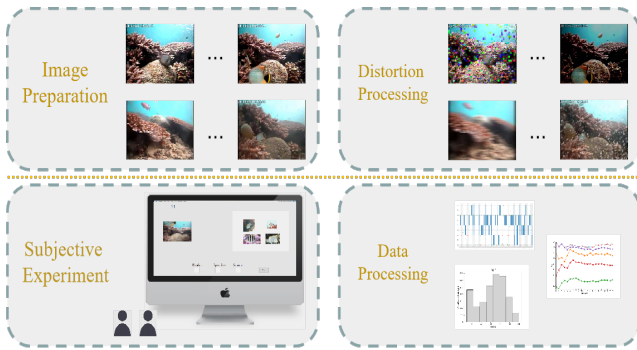 Image
Preparation
...
...
Distortion
Processing
...
...
Subjective
Experiment
Data
Processing